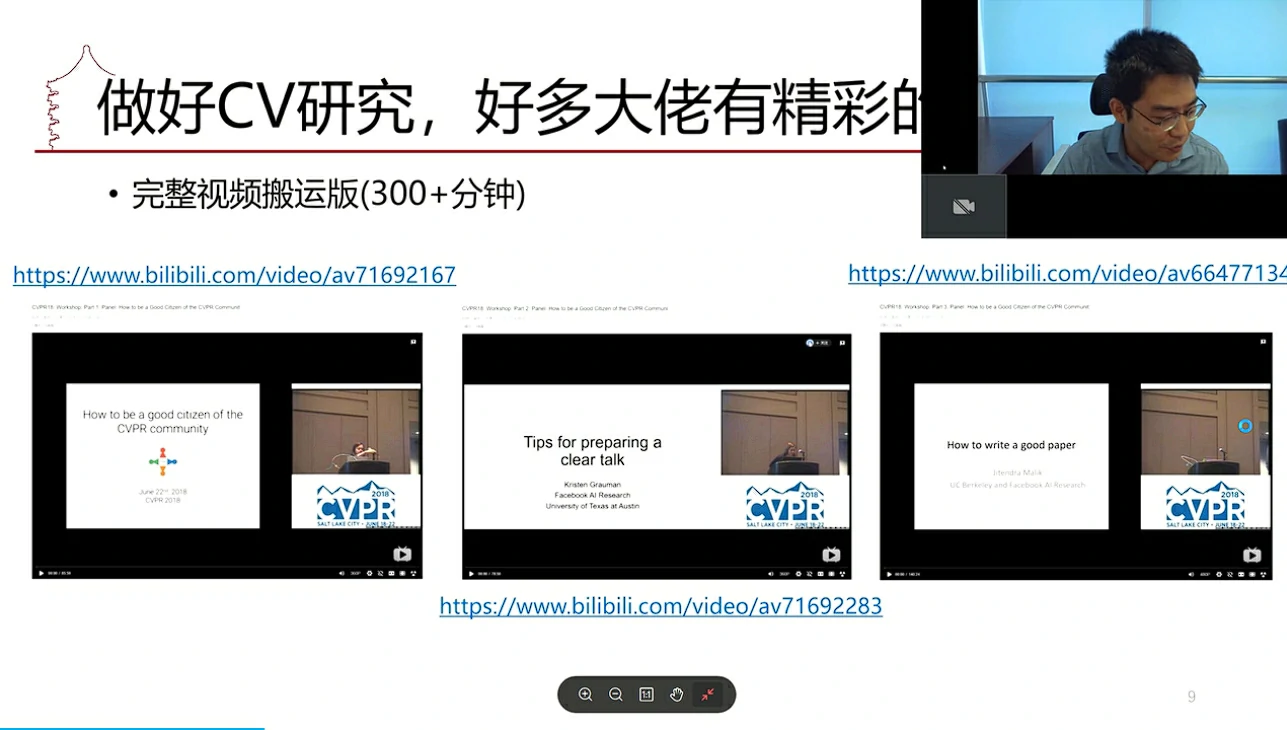 做好CV研究，好多大佬有精彩的
• 完整视频搬运版(300+分钟)
https://www.bilibili.com/video/av71692167
https://www.bilibili.com/video/av66477134
CVPR18: Workshop: Part 1: Panel: How to be a Good Citizen of the CVPR Communit
CVPR18: Workshop: Part 2: Panel: How to be a Good Citizen of the CVPR Communit
CVPR18: Workshop: Part 3: Panel: How to be a Good Citizen of the CVPR Communit
How to be a good citizen of the
CVPR community
June 22nd 2018
CVPR 2018
2018
CVPR
SALT LAKE CITY • JUNE 18-22
Tips for preparing a
clear talk
Kristen Grauman
Facebook AI Research
University of Texas at Austin
2018
CVPR
SALT LAKE CITY • JUNE 18-22
How to write a good paper
Jitendra Malik
UC Berkeley and Facebook AI Research
2018
CVPR
SALT LAKE CITY • JUNE 18-22
https://www.bilibili.com/video/av71692283
1:1
9